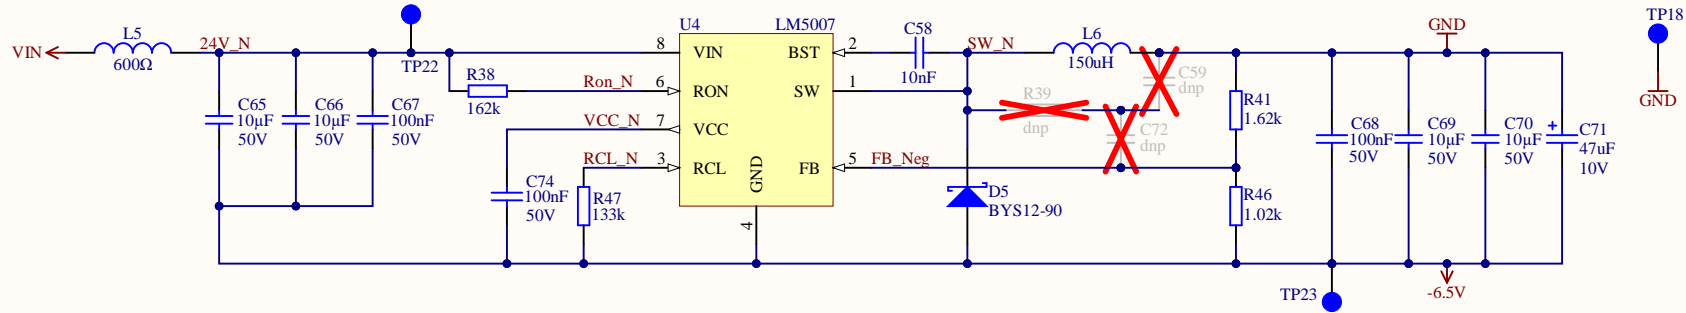 VIN
L5
600Ω
24V_N
TP22
C65
10µF
50V
C66
10µF
50V
C67
100nF
50V
R38
162k
Ron_N
VCC_N
RCL_N
C74
100nF
50V
R47
133k
U4
LM5007
8
VIN
6
RON
7
VCC
3
RCL
BST
2
SW
1
FB
5
GND
4
C58
10nF
SW_N
L6
150uH
C59
dnp
R39
dnp
C72
dnp
FB_Neg
D5
BYS12-90
R41
1.62k
R46
1.02k
GND
C68
100nF
50V
C69
10µF
50V
C70
10µF
50V
+
C71
47uF
10V
TP23
-6.5V
TP18
GND